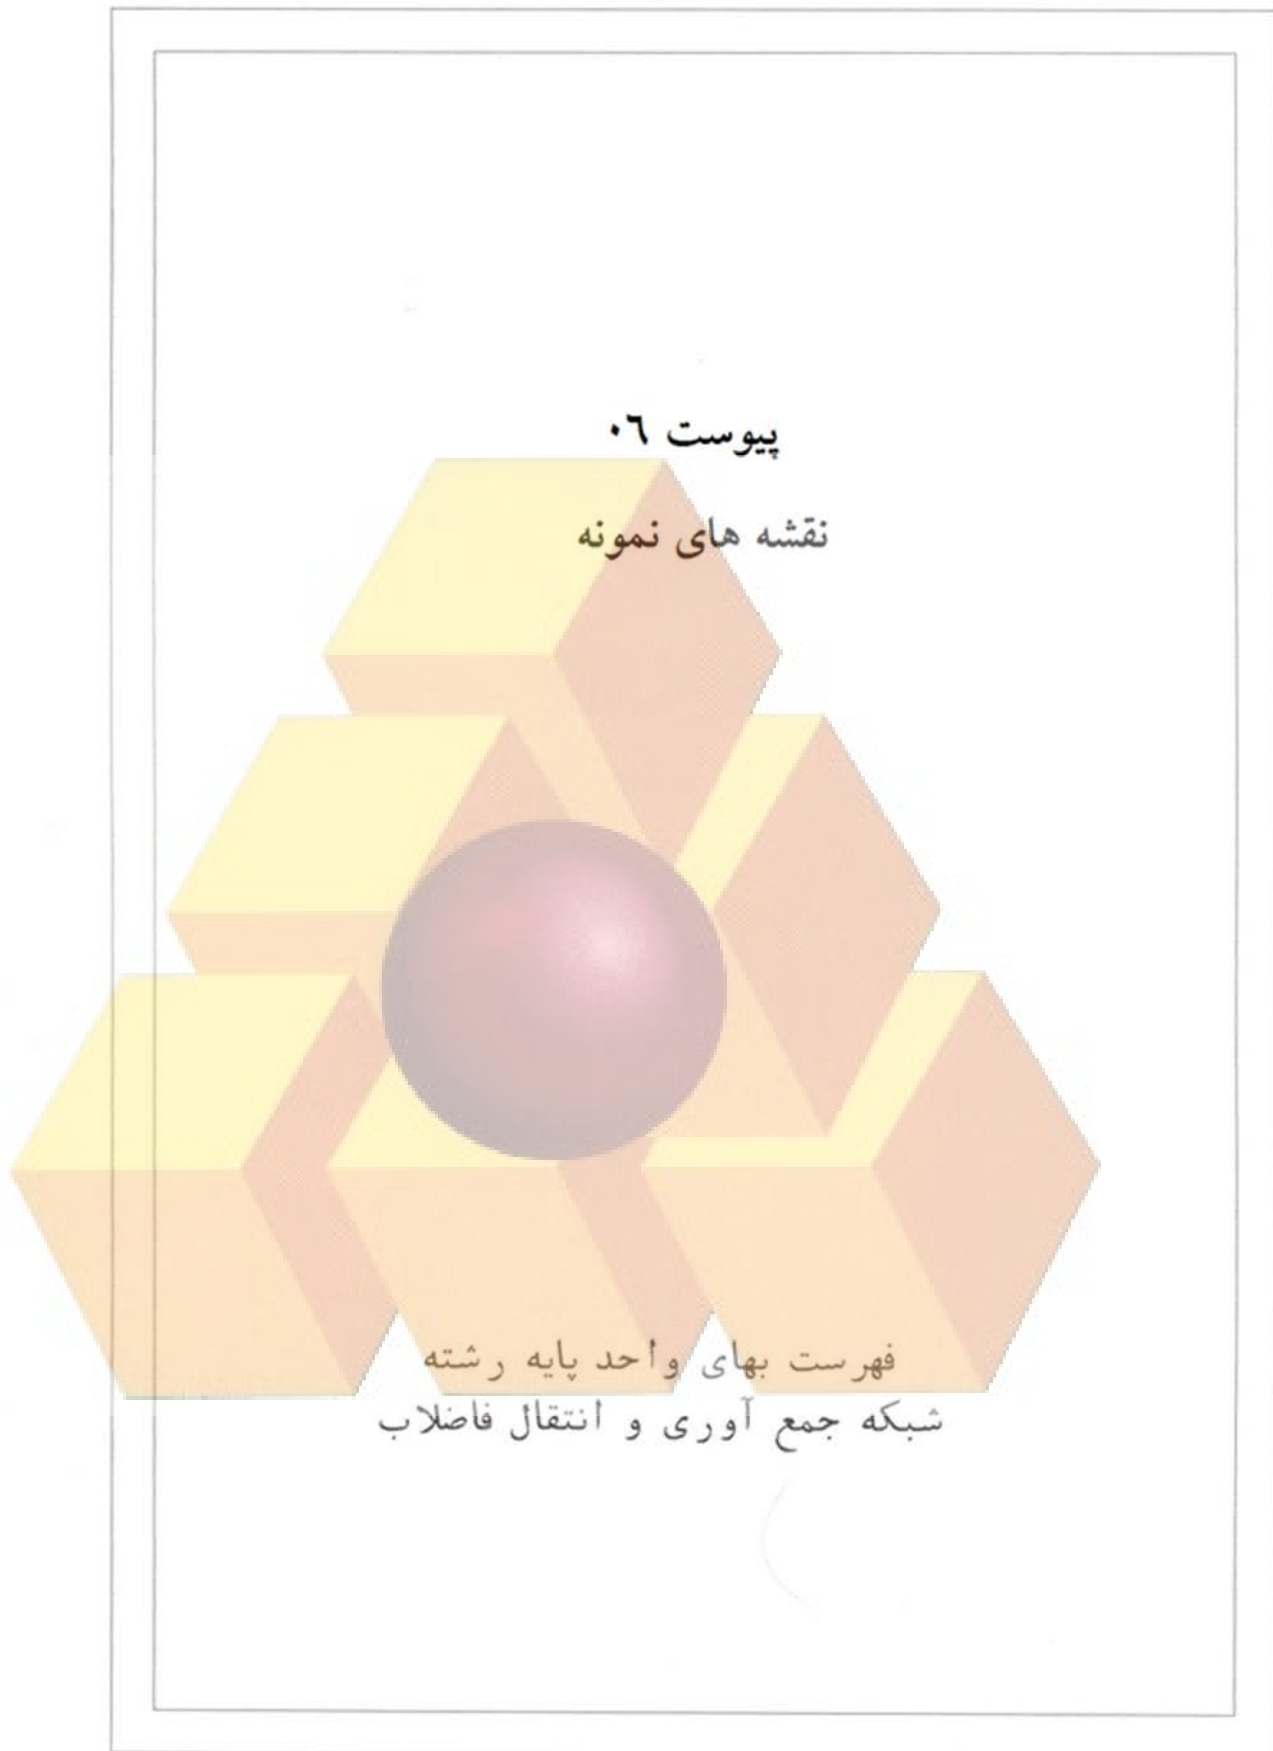 پیوست ۰۶
نقشه های نمونه
فهرست بهای واحد پایه رشته
شبکه جمع آوری و انتقال فاضلاب